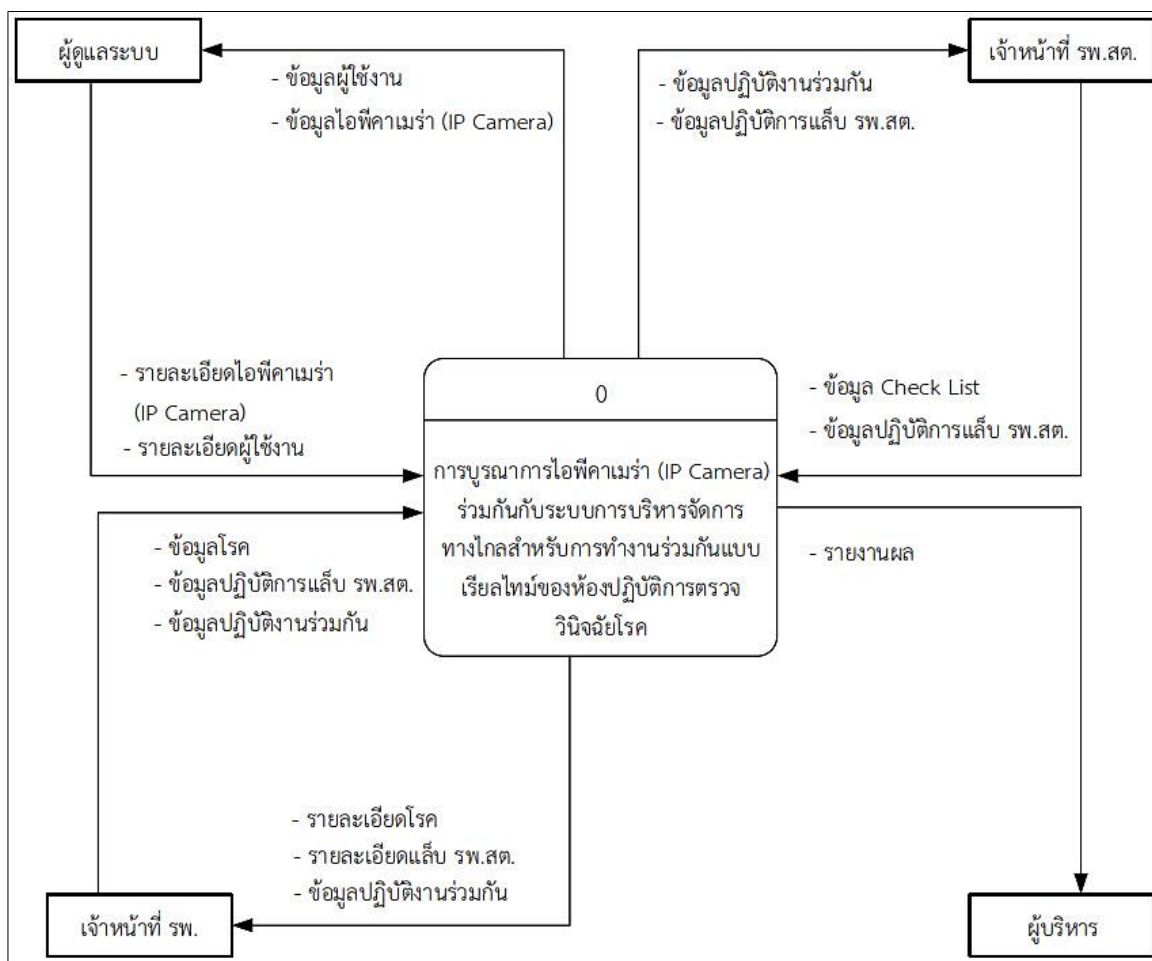 ผู้ดูแลระบบ
เจ้าหน้าที่ รพ.สต.
- ข้อมูลผู้ใช้งาน
- ข้อมูลไอพีคาเมร่า (IP Camera)
- ข้อมูลปฏิบัติงานร่วมกัน
- ข้อมูลปฏิบัติการแล็บ รพ.สต.
- รายละเอียดไอพีคาเมร่า
(IP Camera)
- รายละเอียดผู้ใช้งาน
0
- ข้อมูล Check List
- ข้อมูลปฏิบัติการแล็บ รพ.สต.
การบูรณาการไอพีคาเมร่า (IP Camera)
ร่วมกันกับระบบการบริหารจัดการ
ทางไกลสำหรับการทำงานร่วมกันแบบ
เรียลไทม์ของห้องปฏิบัติการตรวจ
วินิจฉัยโรค
- ข้อมูลโรค
- ข้อมูลปฏิบัติการแล็บ รพ.สต.
- ข้อมูลปฏิบัติงานร่วมกัน
- รายงานผล
- รายละเอียดโรค
- รายละเอียดแล็บ รพ.สต.
- ข้อมูลปฏิบัติงานร่วมกัน
เจ้าหน้าที่ รพ.
ผู้บริหาร